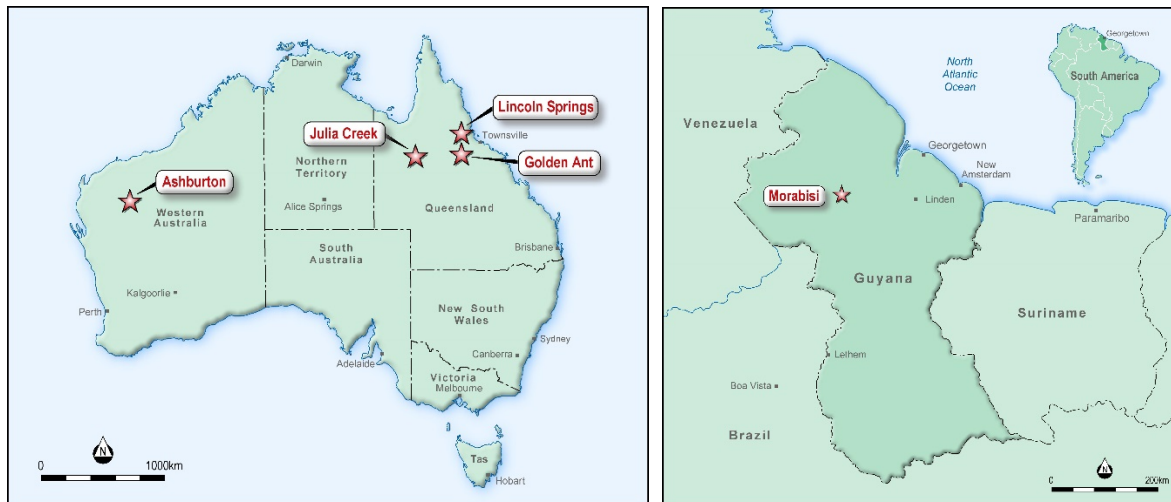 Darwin
Lincoln Springs
Townsville
Julia Creek
Golden Ant
Northern
Territory
Ashburton
Western
Australia
Alice Springs
Queensland
South
Australia
Brisbane
Kalgoorlie
Perth
New South
Wales
Sydney
Canberra
Adelaide
Victoria
Melbourne
N
0
1000km
Tas
Hobart
Georgetown
South America
North
Atlantic
Ocean
Venezuela
Georgetown
New
Amsterdam
Morabisi
Linden
Paramaribo
Guyana
Suriname
Lethem
Boa Vista
Brazil
N
0
200km